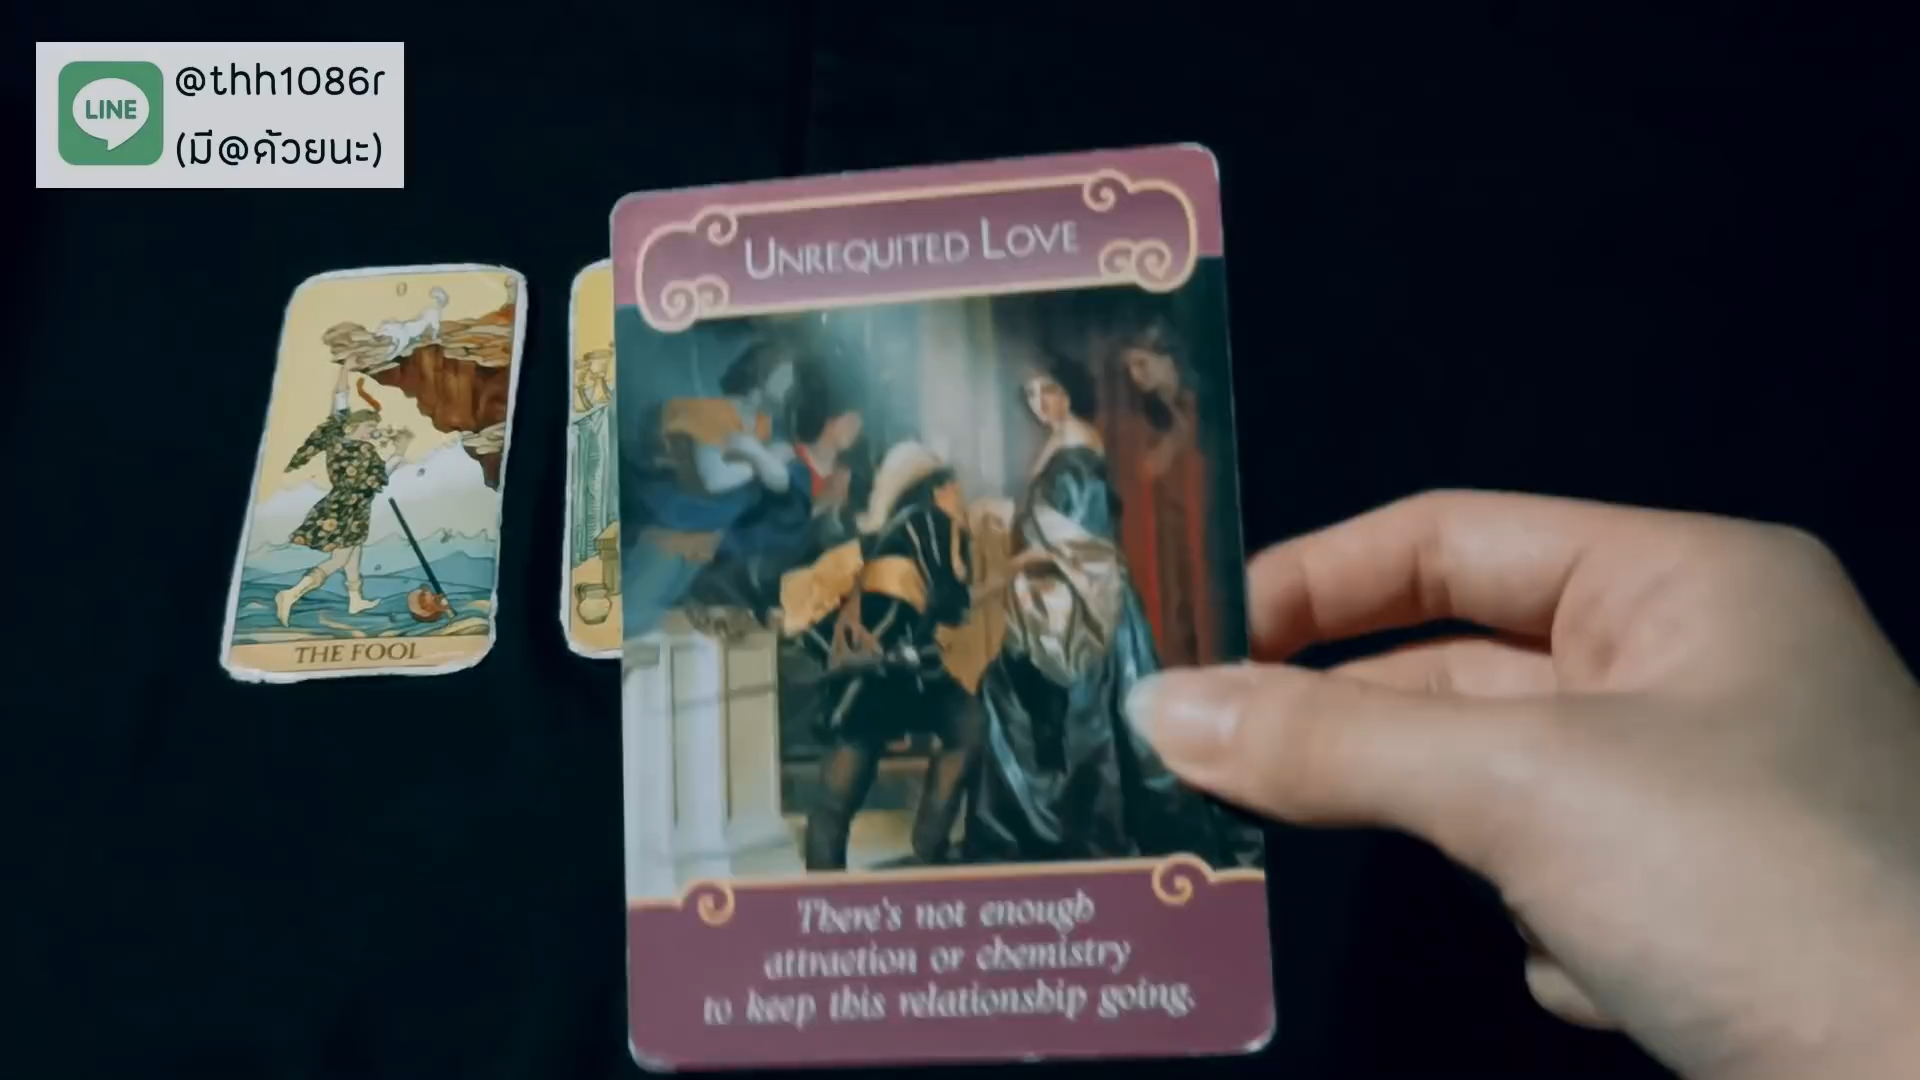 @thh1086r
LINE
(มี@ด้วยนะ)
UNREQUITED LOVE
0
THE FOOL
There's not enough
attraction or chemistry
to keep this relationship going.